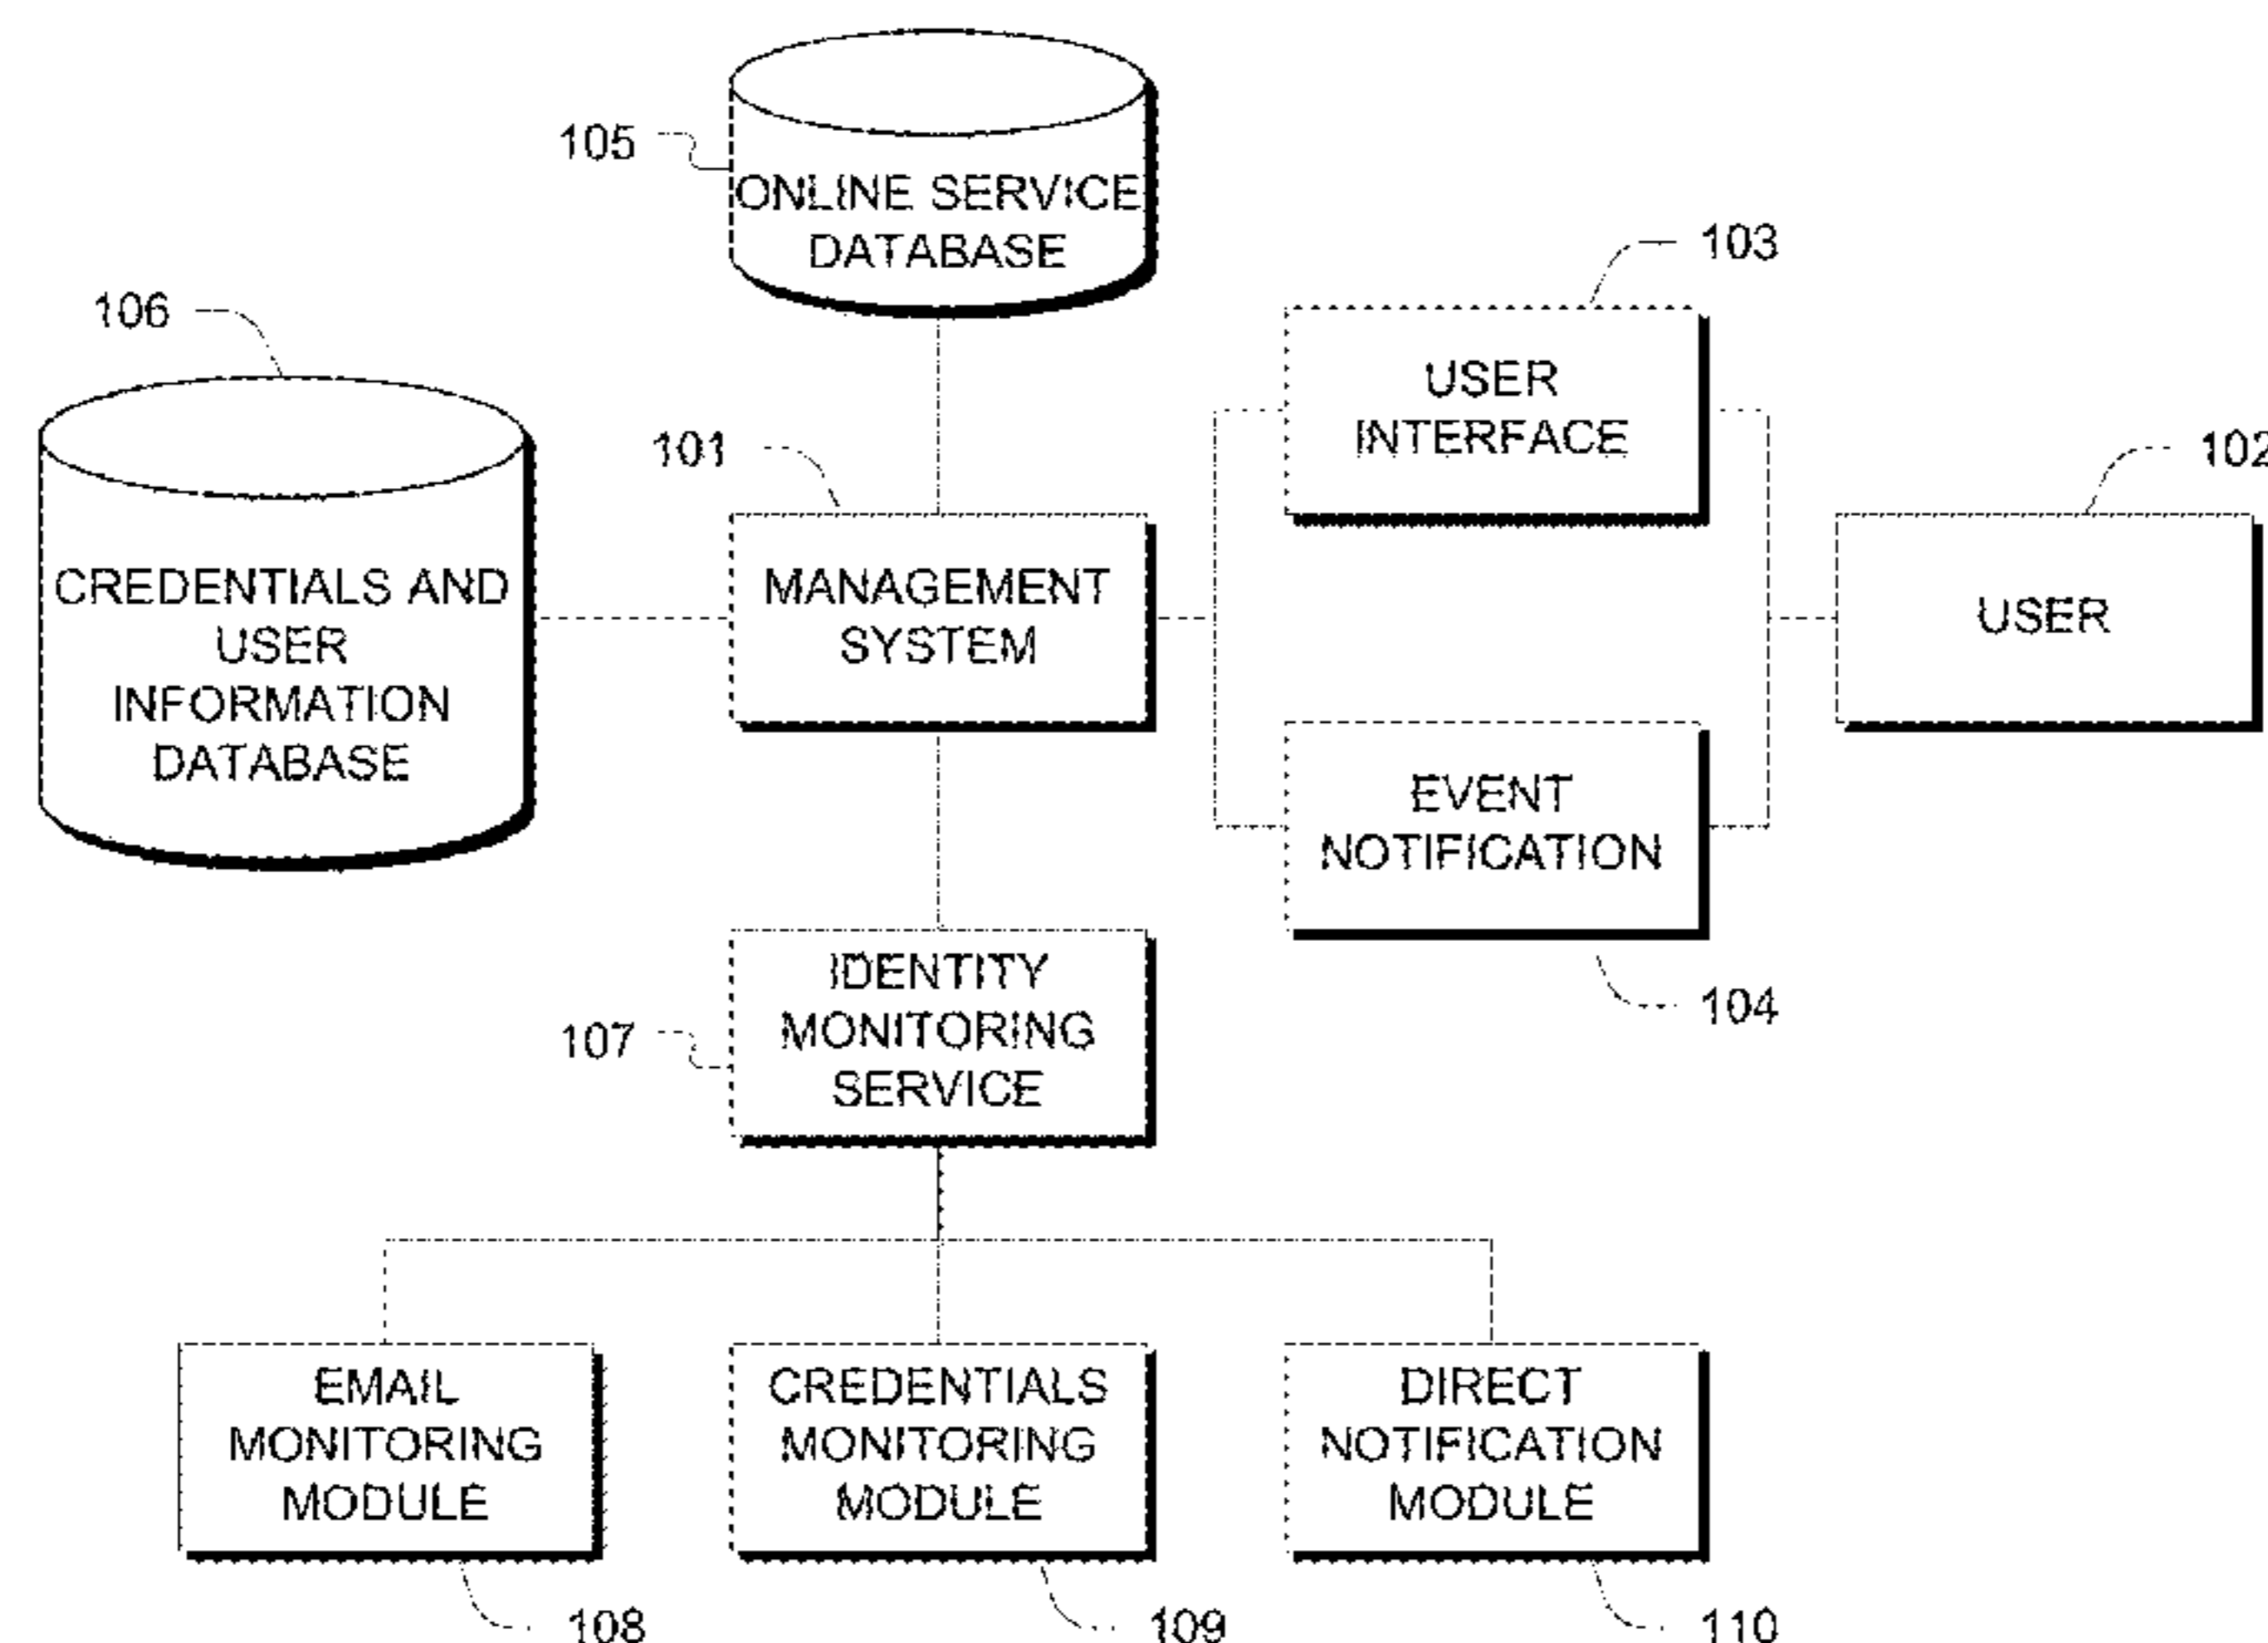 105
ONLINE SERVICE
DATABASE
103
106
USER
INTERFACE
101
102
CREDENTIALS AND
USER
INFORMATION
DATABASE
MANAGEMENT
SYSTEM
USER
EVENT
NOTIFICATION
104
107
IDENTITY
MONITORING
SERVICE
EMAIL
MONITORING
MODULE
CREDENTIALS
MONITORING
MODULE
DIRECT
NOTIFICATION
MODULE
108
109
110